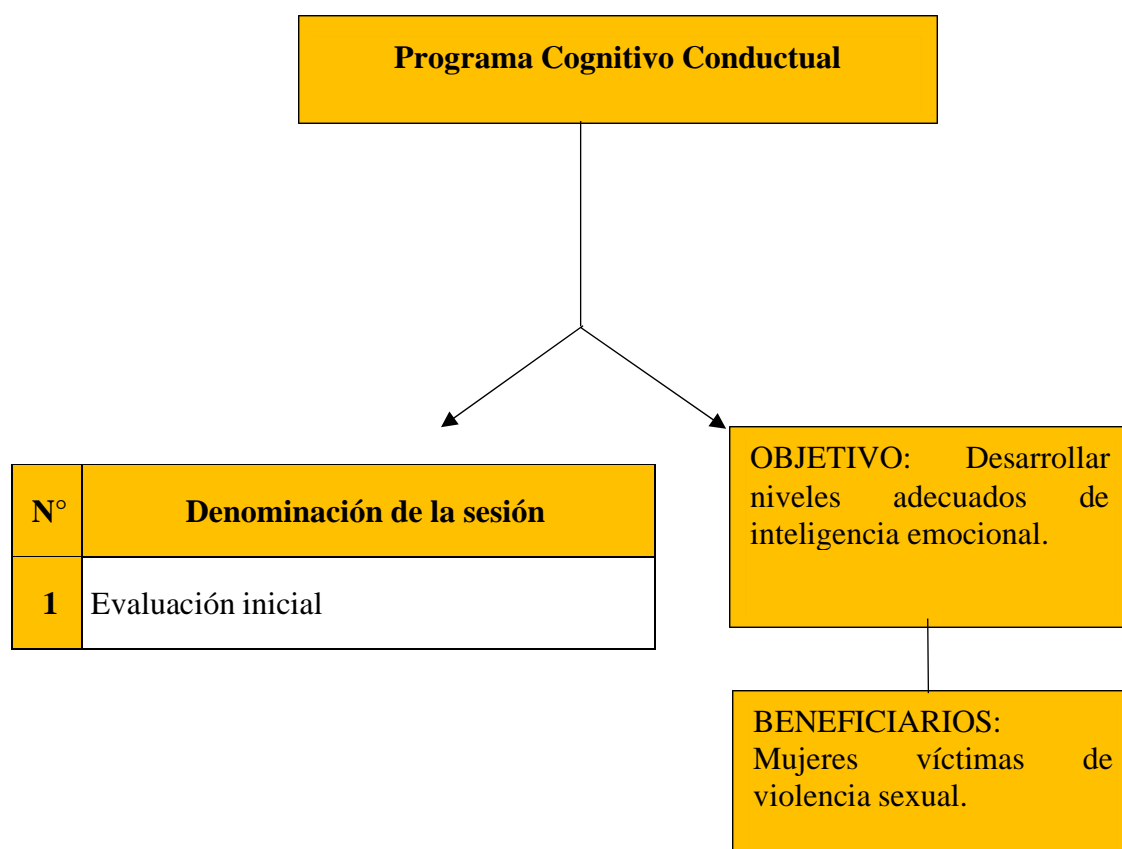 Programa Cognitivo Conductual
N° Denominación de la sesión
1 Evaluación inicial
OBJETIVO: Desarrollar
niveles adecuados de
inteligencia emocional.
BENEFICIARIOS:
Mujeres víctimas de
violencia sexual.